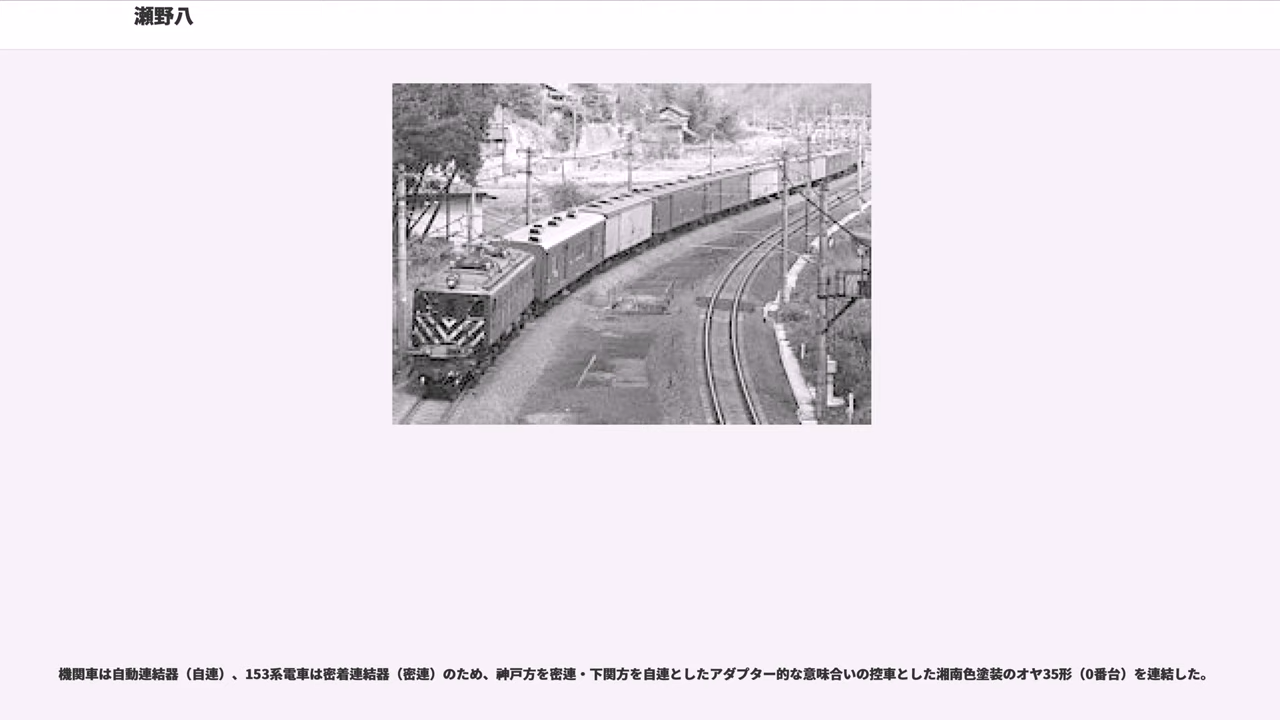 瀬野八
機関車は自動連結器（自連）、153系電車は密着連結器（密連）のため、神戸方を密連・下関方を自連としたアダプター的な意味合いの控車とした湘南色塗装のオヤ35形（0番台）を連結した。